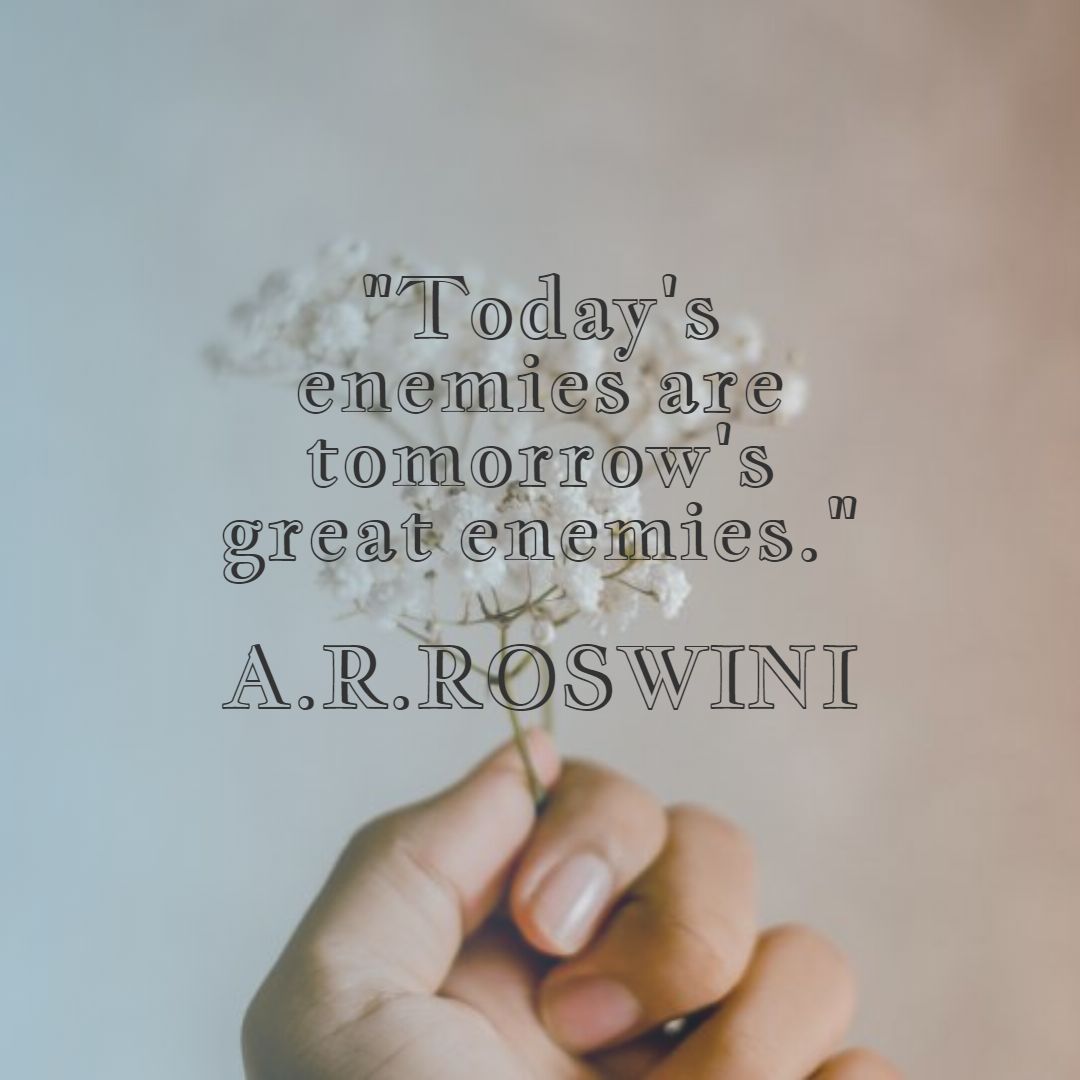 "Today's
enemies are
tomorrow's
great enemies."
A.R.ROSWINI